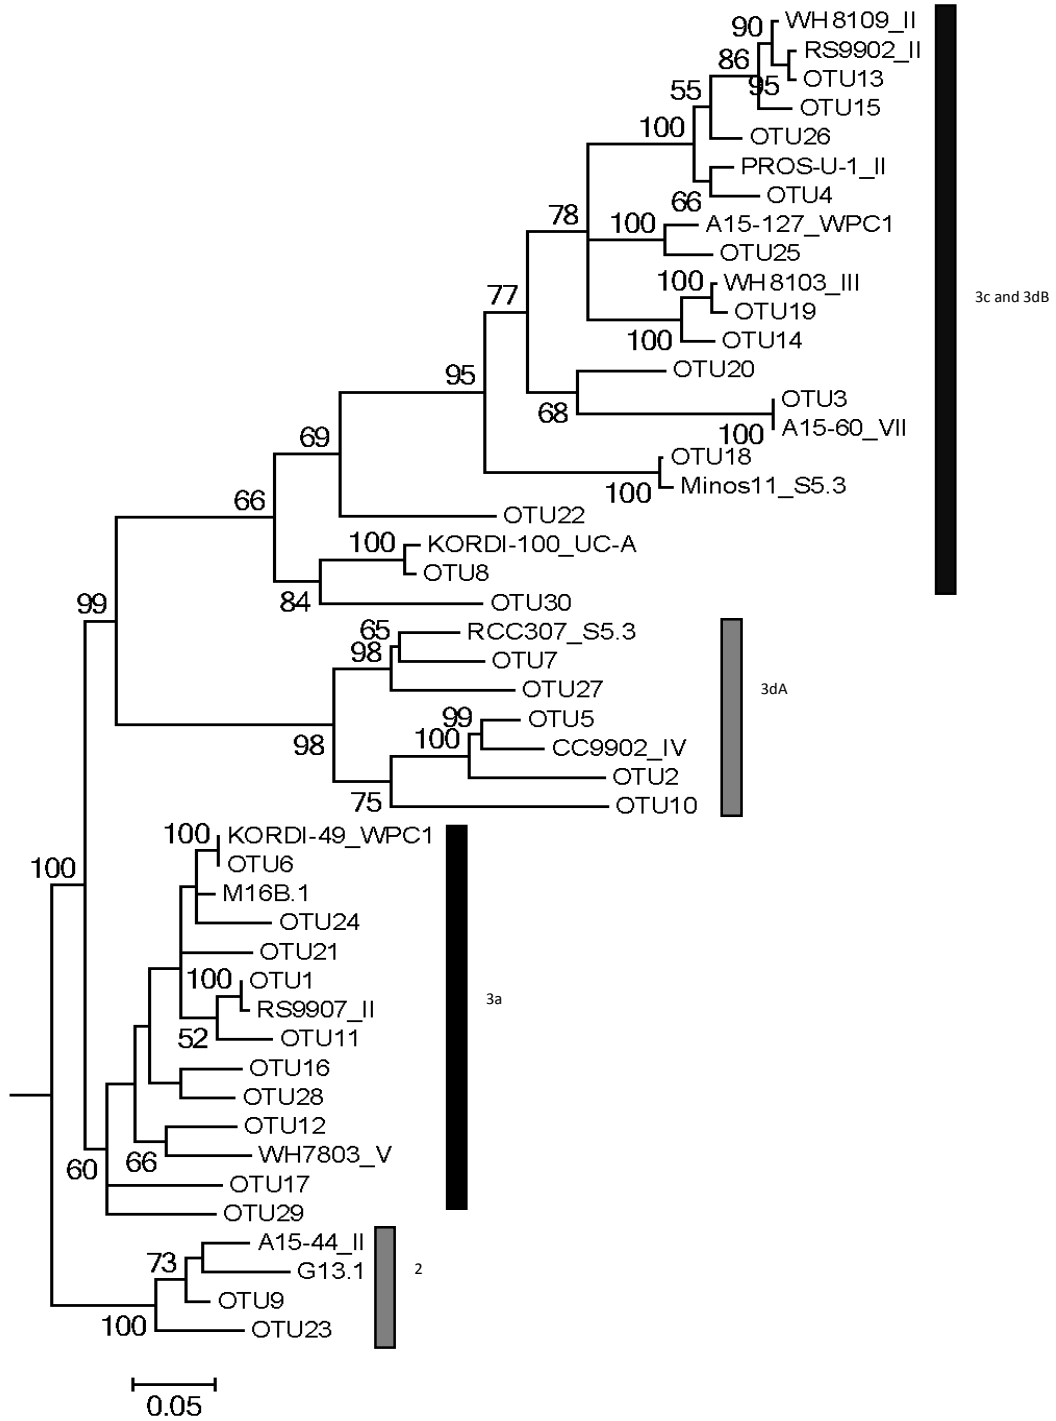 WH8109_II
90
RS9902_II
86
OTU13
95
55
OTU15
100
OTU26
PROS-U-1_II
OTU4
66
78
100
A15-127_WPC1
OTU25
100
WH8103_III
77
3c and 3dB
OTU19
100
OTU14
OTU20
95
OTU3
68
100
A15-60_VII
69
OTU18
100
Minos11_S5.3
66
OTU22
100
KORDI-100_UC-A
OTU8
99
84
OTU30
65
RCC307_S5.3
98
OTU7
3dA
OTU27
99
OTU5
98
100
CC9902_IV
OTU2
75
OTU10
100
KORDI-49_WPC1
100
OTU6
M16B.1
OTU24
OTU21
100
OTU1
3a
RS9907_II
52
OTU11
OTU16
OTU28
OTU12
60
66
WH7803_V
OTU17
OTU29
A15-44_II
73
G13.1
2
OTU9
100
OTU23
0.05